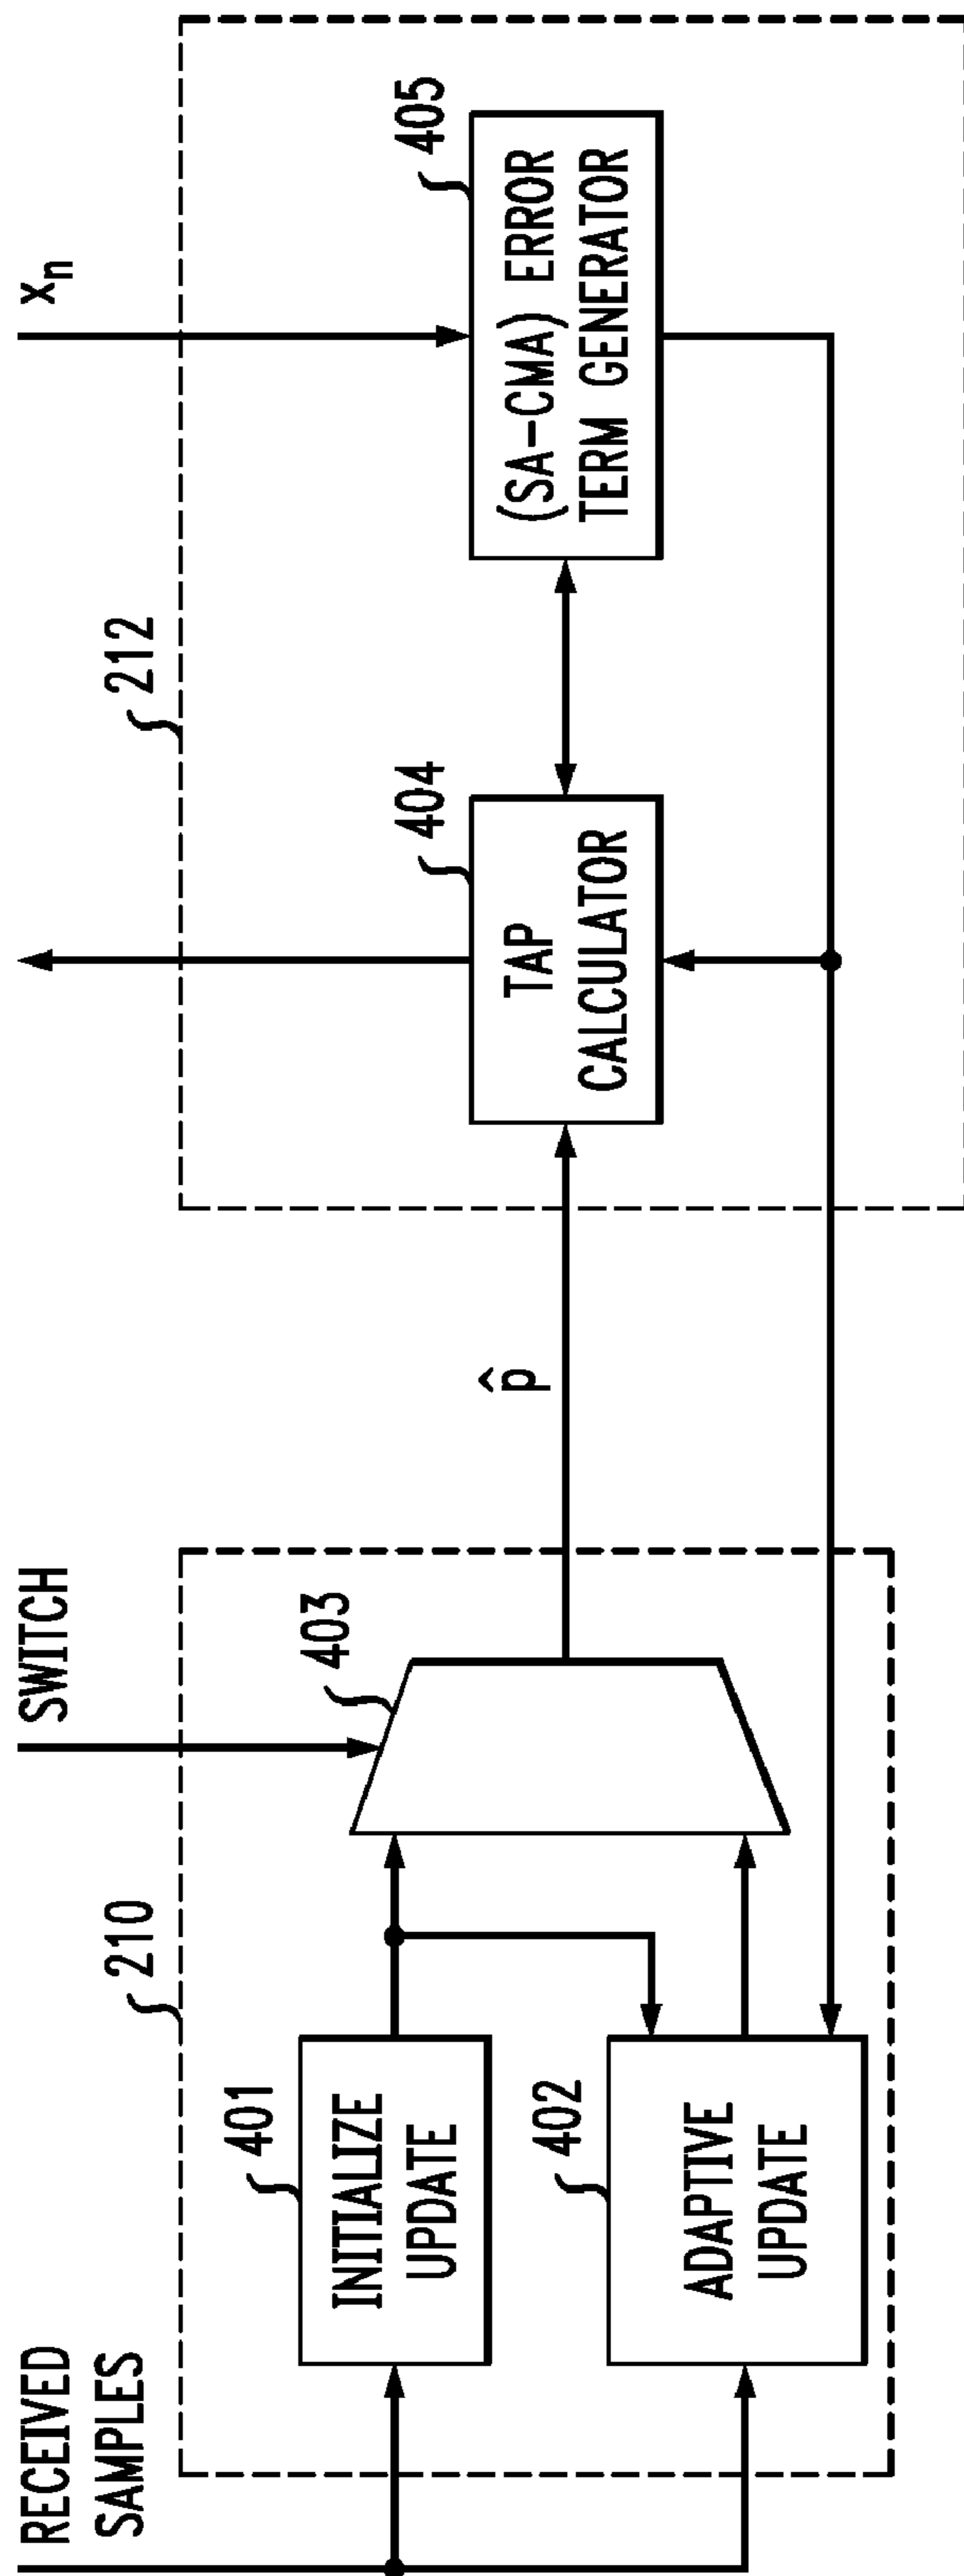 RECEIVED
SAMPLES
210
SWITCH
401
INITIALIZE
UPDATE
402
ADAPTIVE
UPDATE
403
p̂
212
404
TAP
CALCULATOR
xn
405
(SA-CMA) ERROR
TERM GENERATOR